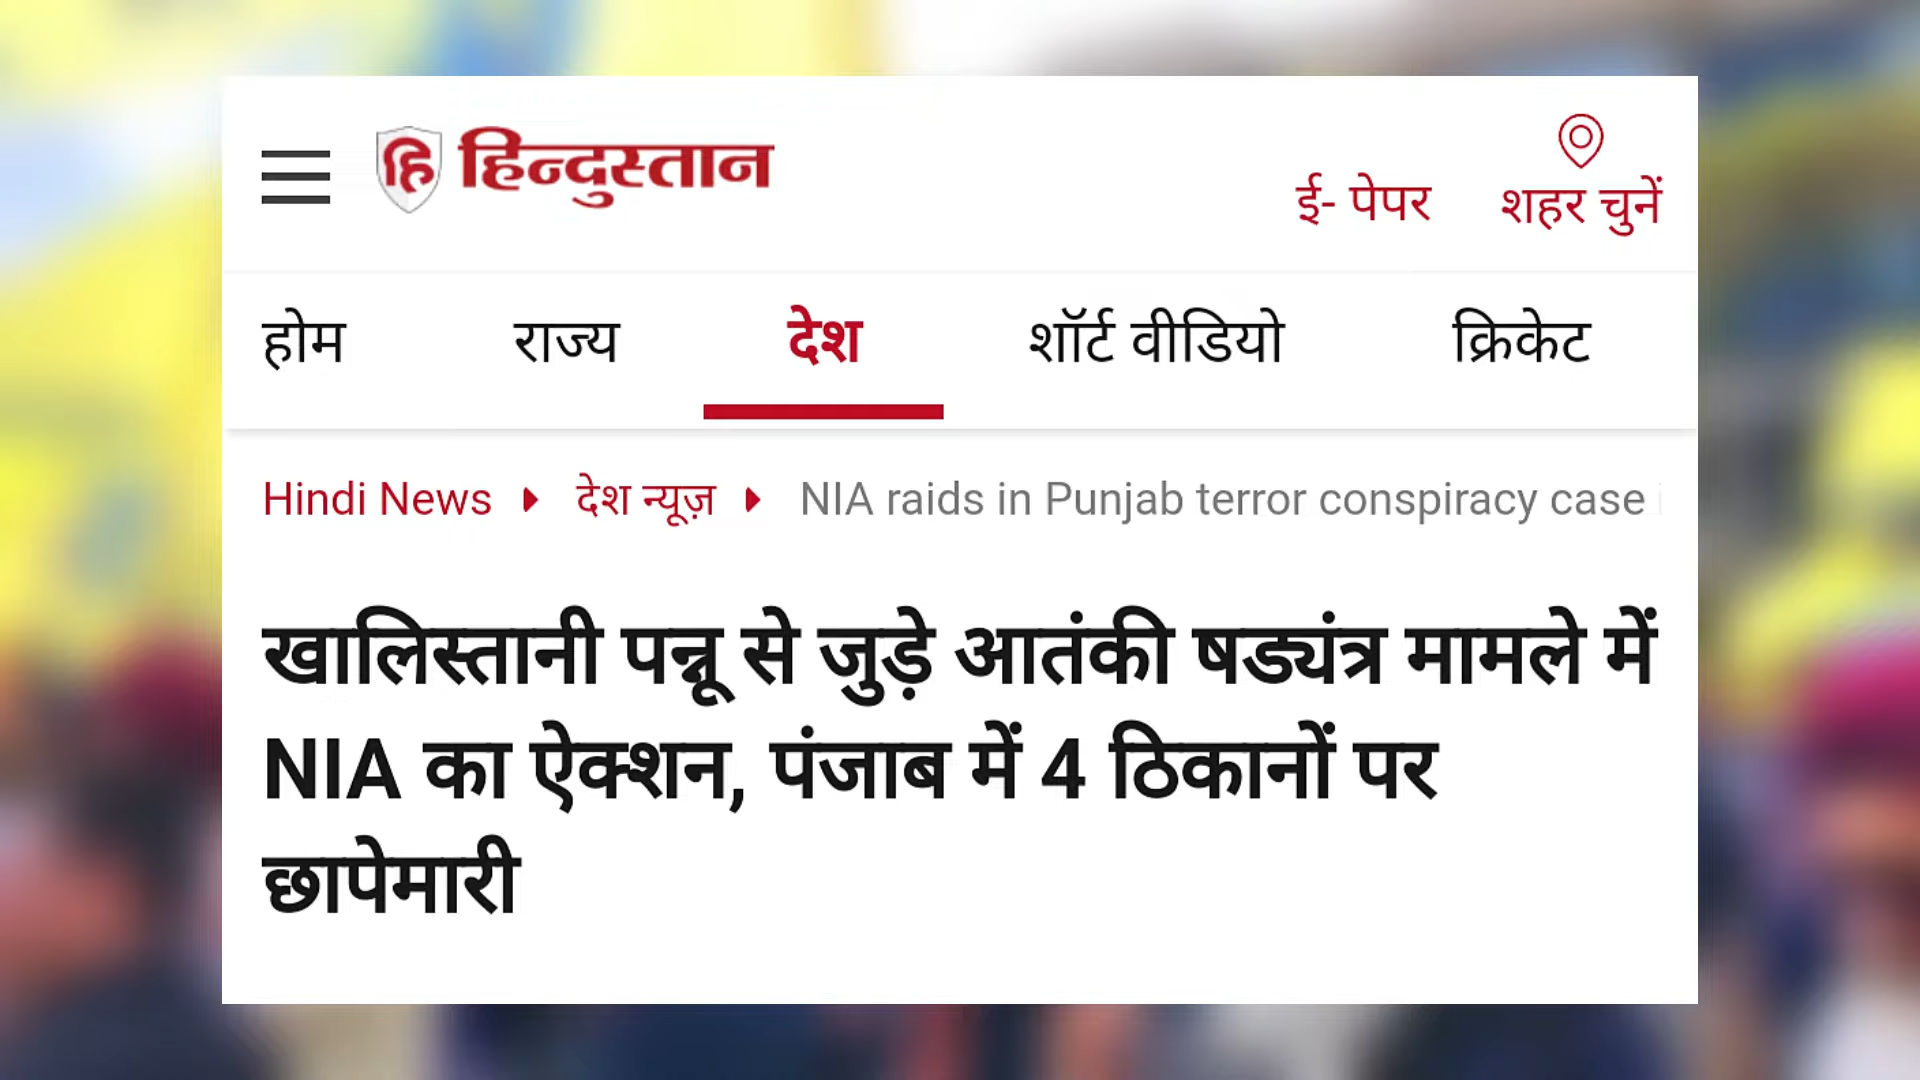 हि हिन्दुस्तान
ई- पेपर
शहर चुनें
होम राज्य देश शॉर्ट वीडियो क्रिकेट
Hindi News देश न्यूज़ NIA raids in Punjab terror conspiracy case
खालिस्तानी पन्नू से जुड़े आतंकी षड्यंत्र मामले में
NIA का ऐक्शन, पंजाब में 4 ठिकानों पर
छापेमारी